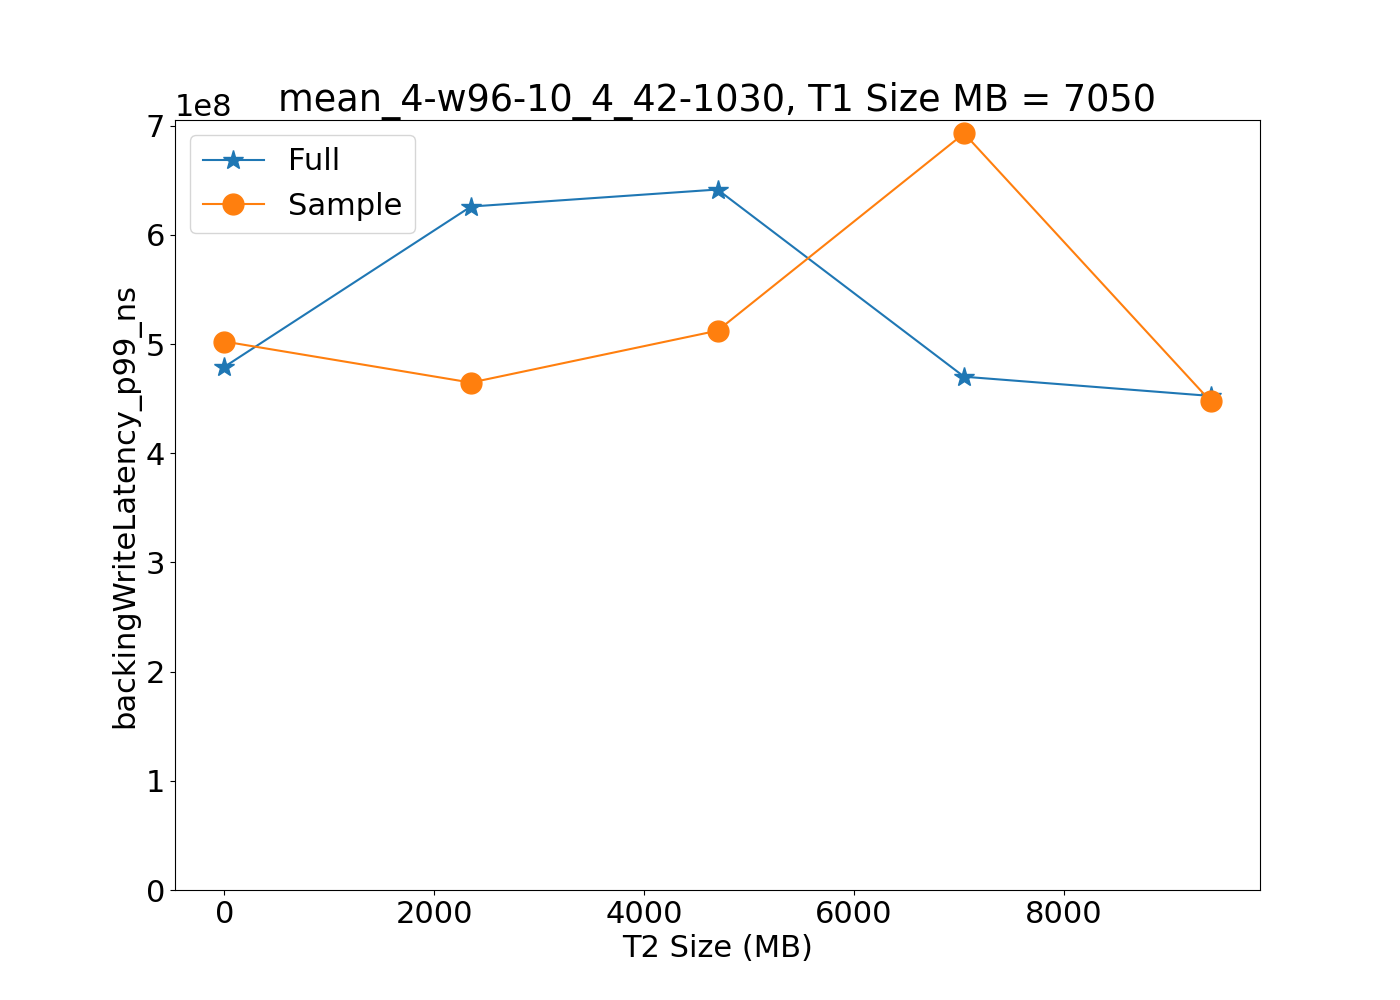 1e8
mean_4-w96-10_4_42-1030, T1 Size MB = 7050
Full
Sample
7
6
5
4
3
2
1
0
backingWriteLatency_p99_ns
0 2000 4000 6000 8000
T2 Size (MB)